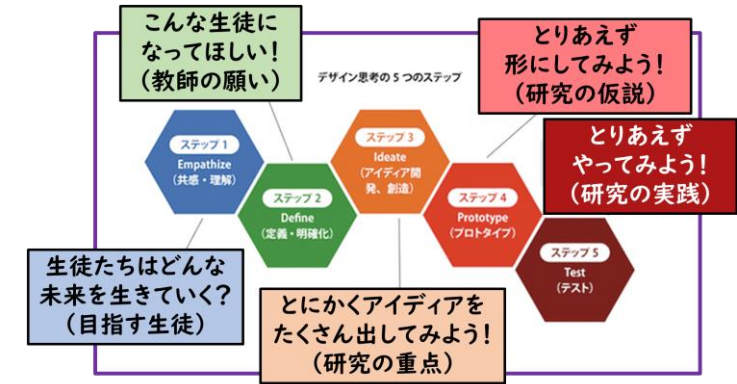 こんな生徒に
なってほしい!
(教師の願い)
とりあえず
形にしてみよう!
(研究の仮説)
デザイン思考の5つのステップ
とりあえず
やってみよう!
(研究の実践)
ステップ 1
Empathize
(共感・理解)
ステップ 2
Define
(定義・明確化)
ステップ 3
Ideate
(アイディア開
発、創造)
ステップ 4
Prototype
(プロトタイプ)
ステップ 5
Test
(テスト)
生徒たちはどんな
未来を生きていく?
(目指す生徒)
とにかくアイディアを
たくさん出してみよう!
(研究の重点)